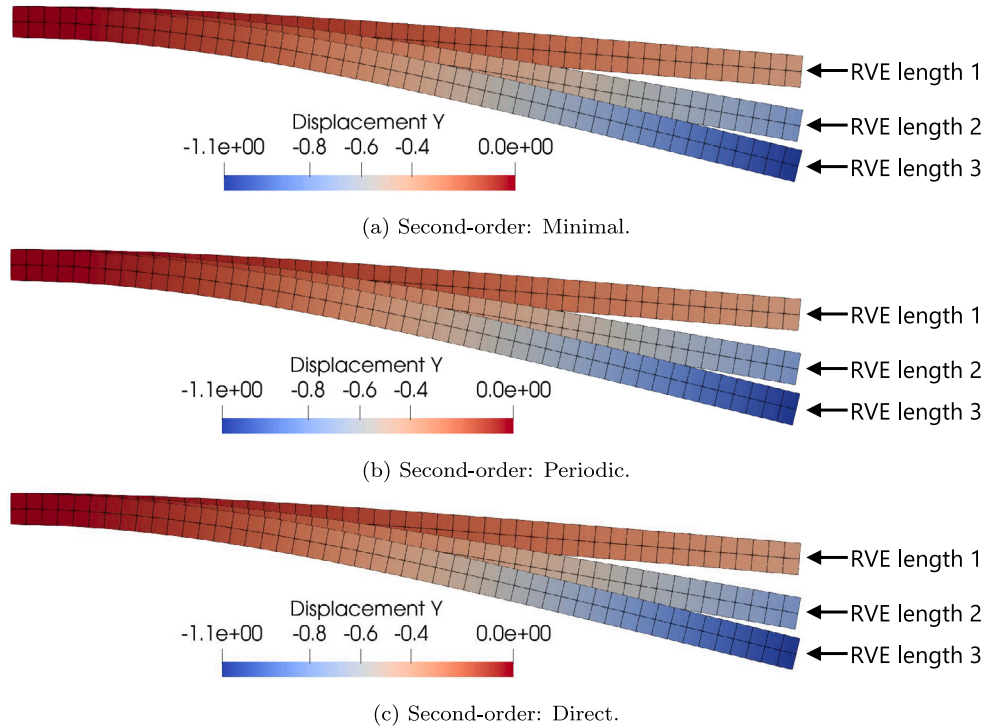 RVE length 1
RVE length 2
RVE length 3
Displacement Y
-1.1e+00 -0.8 -0.6 -0.4 0.0e+00
(a) Second-order: Minimal.
RVE length 1
RVE length 2
RVE length 3
Displacement Y
-1.1e+00 -0.8 -0.6 -0.4 0.0e+00
(b) Second-order: Periodic.
RVE length 1
RVE length 2
RVE length 3
Displacement Y
-1.1e+00 -0.8 -0.6 -0.4 0.0e+00
(c) Second-order: Direct.